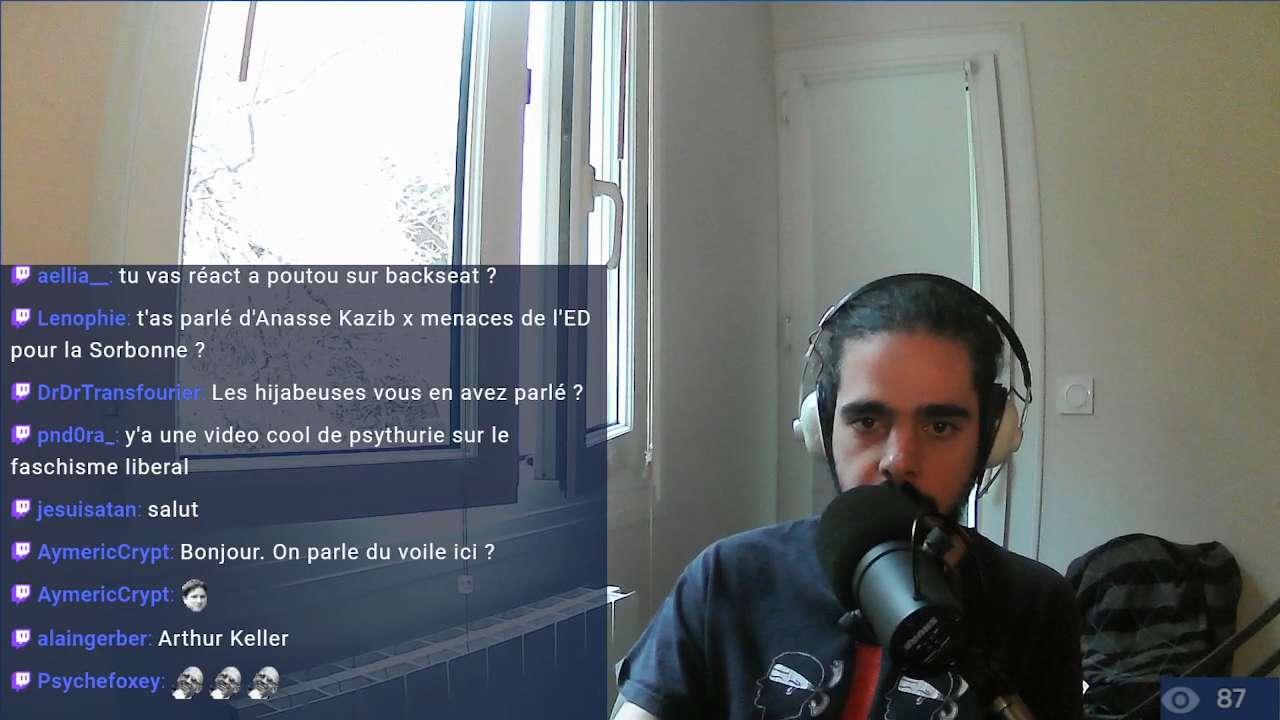 aellia__: tu vas réact a poutou sur backseat ?
Lenophie: t'as parlé d'Anasse Kazib x menaces de l'ED
pour la Sorbonne ?
DrDrTransfourier: Les hijabeuses vous en avez parlé ?
pnd0ra_: y'a une video cool de psythurie sur le
faschisme liberal
jesuisatan: salut
AymericCrypt: Bonjour. On parle du voile ici ?
AymericCrypt:
alaingerber: Arthur Keller
Psychefoxey:
87